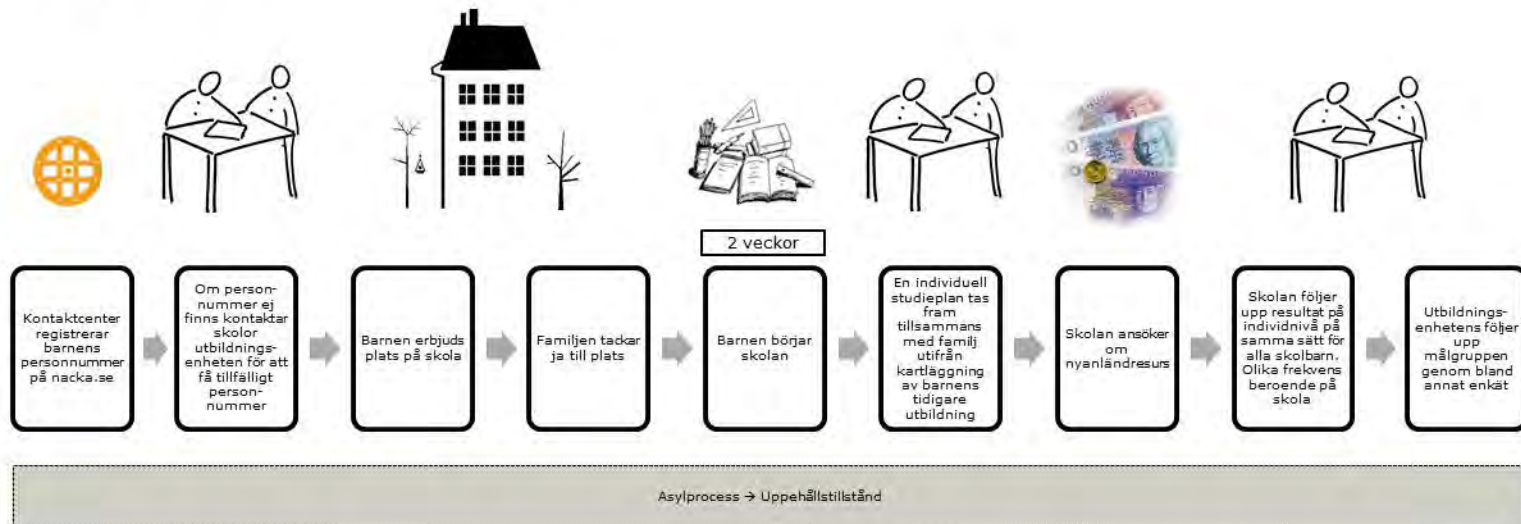 2 veckor
Kontaktcenter
registrerar
barnens
personnummer
på nacka.se
Om person-
nummer ej
finns kontaktar
skolor
utbildnings-
enheten för att
få tillfälligt
person-
nummer
Barnen erbjuds
plats på skola
Familjen tackar
ja till plats
Barnen börjar
skolan
En individuell
studieplan tas
fram
tillsammans
med familj
utifrån
kartläggning
av barnens
tidigare
utbildning
Skolan ansöker
om
nyanländresurs
Skolan följer
upp resultat på
individnivå på
samma sätt för
alla skolbarn.
Olika frekvens
beroende på
skola
Utbildnings-
enhetens följer
upp
målgruppen
genom bland
annat enkät
Asylprocess → Uppehållstillstånd